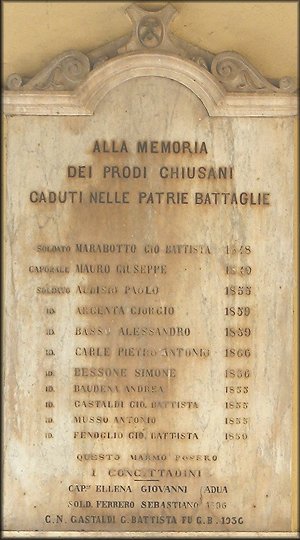 ALLA MEMORIA
DEI PRODI CHIUSANI
CADUTI NELLE PATRIE BATTAGLIE
SOLDATO MARABOTTO GIO BATTISTA 1848
CAPORALE MAURO GIUSEPPE 1849
SOLDATO AUDISIO PAOLO 1855
ID. ARGENTA GIORGIO 1859
ID. BASSO ALESSANDRO 1859
ID. CARLE PIETRO ANTONIO 1866
ID. BESSONE SIMONE
ID. BAUDENA ANDREA 1855
ID. GASTALDI GIO. BATTISTA 1855
ID. MUSSO ANTONIO 1855
ID. FENOGLIO GIO. BATTISTA 1859
QUESTO MARMO POSERO
I CONCITTADINI
CAP.NO ELLENA GIOVANNI ADUA
SOLD. FERRERO SEBASTIANO 1896
C.N. GASTALDI G. BATTISTA FU G.B. 1936